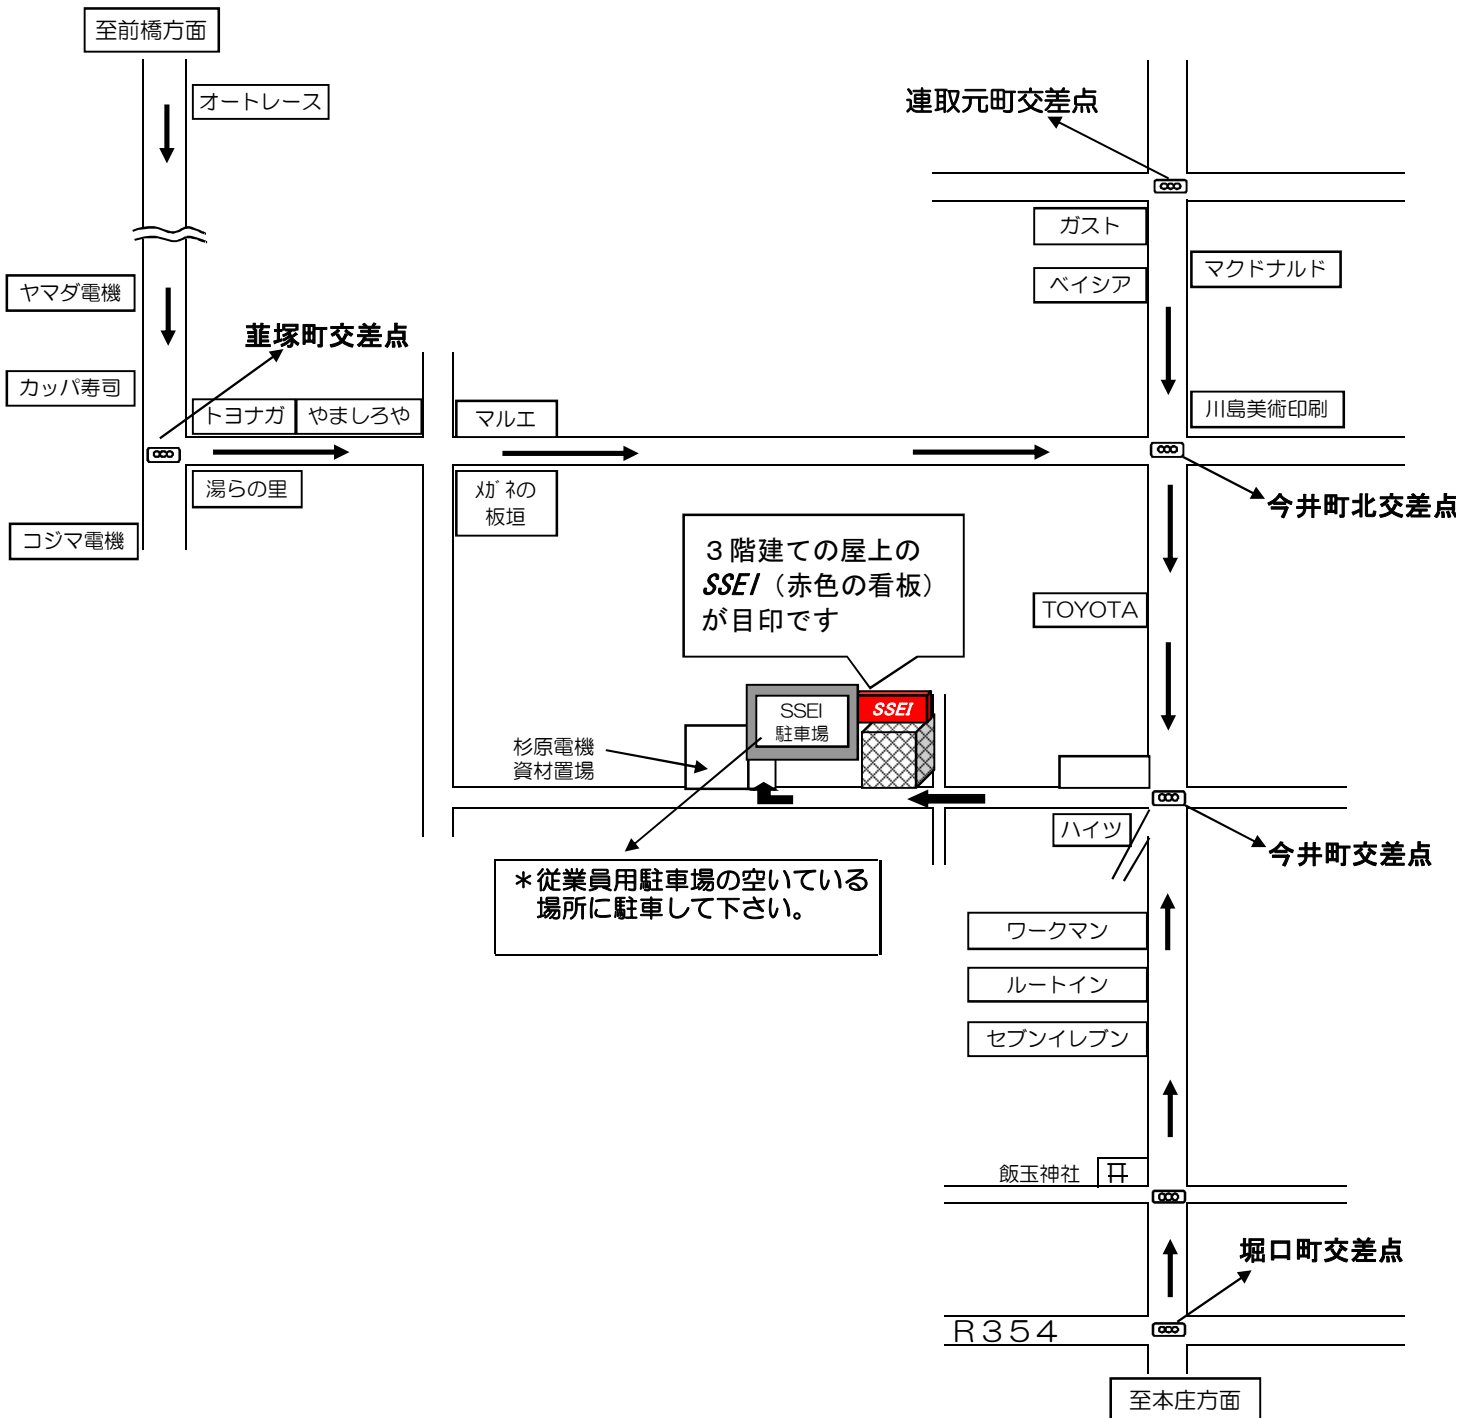 至前橋方面
オートレース
連取元町交差点
ガスト
ベイシア
マクドナルド
ヤマダ電機
韮塚町交差点
カッパ寿司
トヨナガ
やましろや
マルエ
川島美術印刷
湯らの里
ﾒｶﾞﾈの
板垣
今井町北交差点
コジマ電機
3階建ての屋上の
SSEI（赤色の看板）
が目印です
TOYOTA
SSEI
駐車場
SSEI
杉原電機
資材置場
ハイツ
今井町交差点
＊従業員用駐車場の空いている
場所に駐車して下さい。
ワークマン
ルートイン
セブンイレブン
飯玉神社
堀口町交差点
R354
至本庄方面